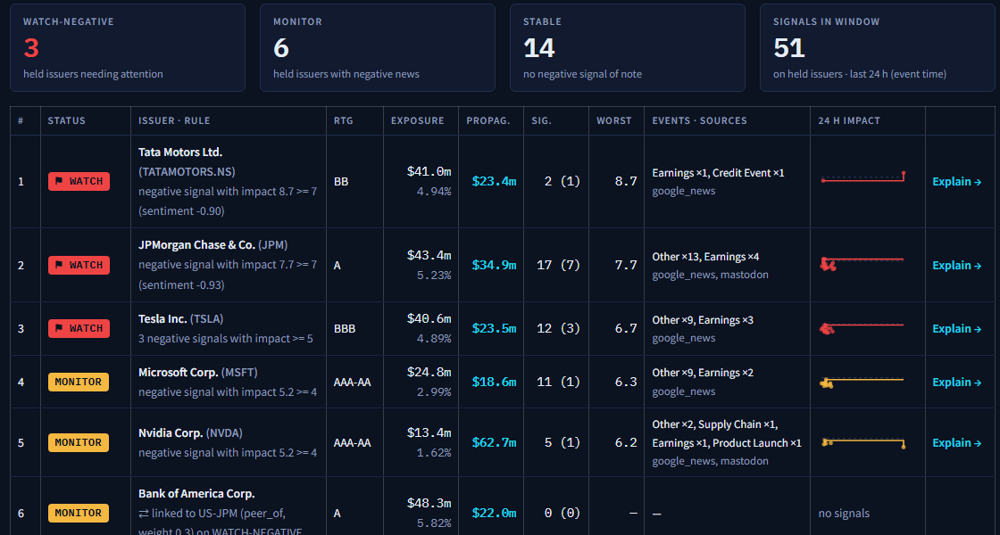 WATCH-NEGATIVE
3
held issuers needing attention
MONITOR
6
held issuers with negative news
STABLE
14
no negative signal of note
SIGNALS IN WINDOW
51
on held issuers · last 24 h (event time)
# STATUS ISSUER · RULE RTG EXPOSURE PROPAG. SIG. WORST EVENTS · SOURCES 24 H IMPACT
1 WATCH
Tata Motors Ltd.
(TATAMOTORS.NS)
negative signal with impact 8.7 >= 7
(sentiment -0.90)
BB
$41.0m
4.94%
$23.4m
2 (1)
8.7
Earnings ×1, Credit Event ×1
google_news
Explain →
2 WATCH
JPMorgan Chase & Co. (JPM)
negative signal with impact 7.7 >= 7
(sentiment -0.93)
A
$43.4m
5.23%
$34.9m
17 (7)
7.7
Other ×13, Earnings ×4
google_news, mastodon
Explain →
3 WATCH
Tesla Inc. (TSLA)
3 negative signals with impact >= 5
BBB
$40.6m
4.89%
$23.5m
12 (3)
6.7
Other ×9, Earnings ×3
google_news
Explain →
4 MONITOR
Microsoft Corp. (MSFT)
negative signal with impact 5.2 >= 4
AAA-AA
$24.8m
2.99%
$18.6m
11 (1)
6.3
Other ×9, Earnings ×2
google_news
Explain →
5 MONITOR
Nvidia Corp. (NVDA)
negative signal with impact 5.2 >= 4
AAA-AA
$13.4m
1.62%
$62.7m
5 (1)
6.2
Other ×2, Supply Chain ×1,
Earnings ×1, Product Launch ×1
google_news, mastodon
Explain →
6 MONITOR
Bank of America Corp.
⇄ linked to US-JPM (peer_of,
weight 0.3) on WATCH-NEGATIVE
A
$48.3m
5.82%
$22.0m
0 (0)
—
—
no signals